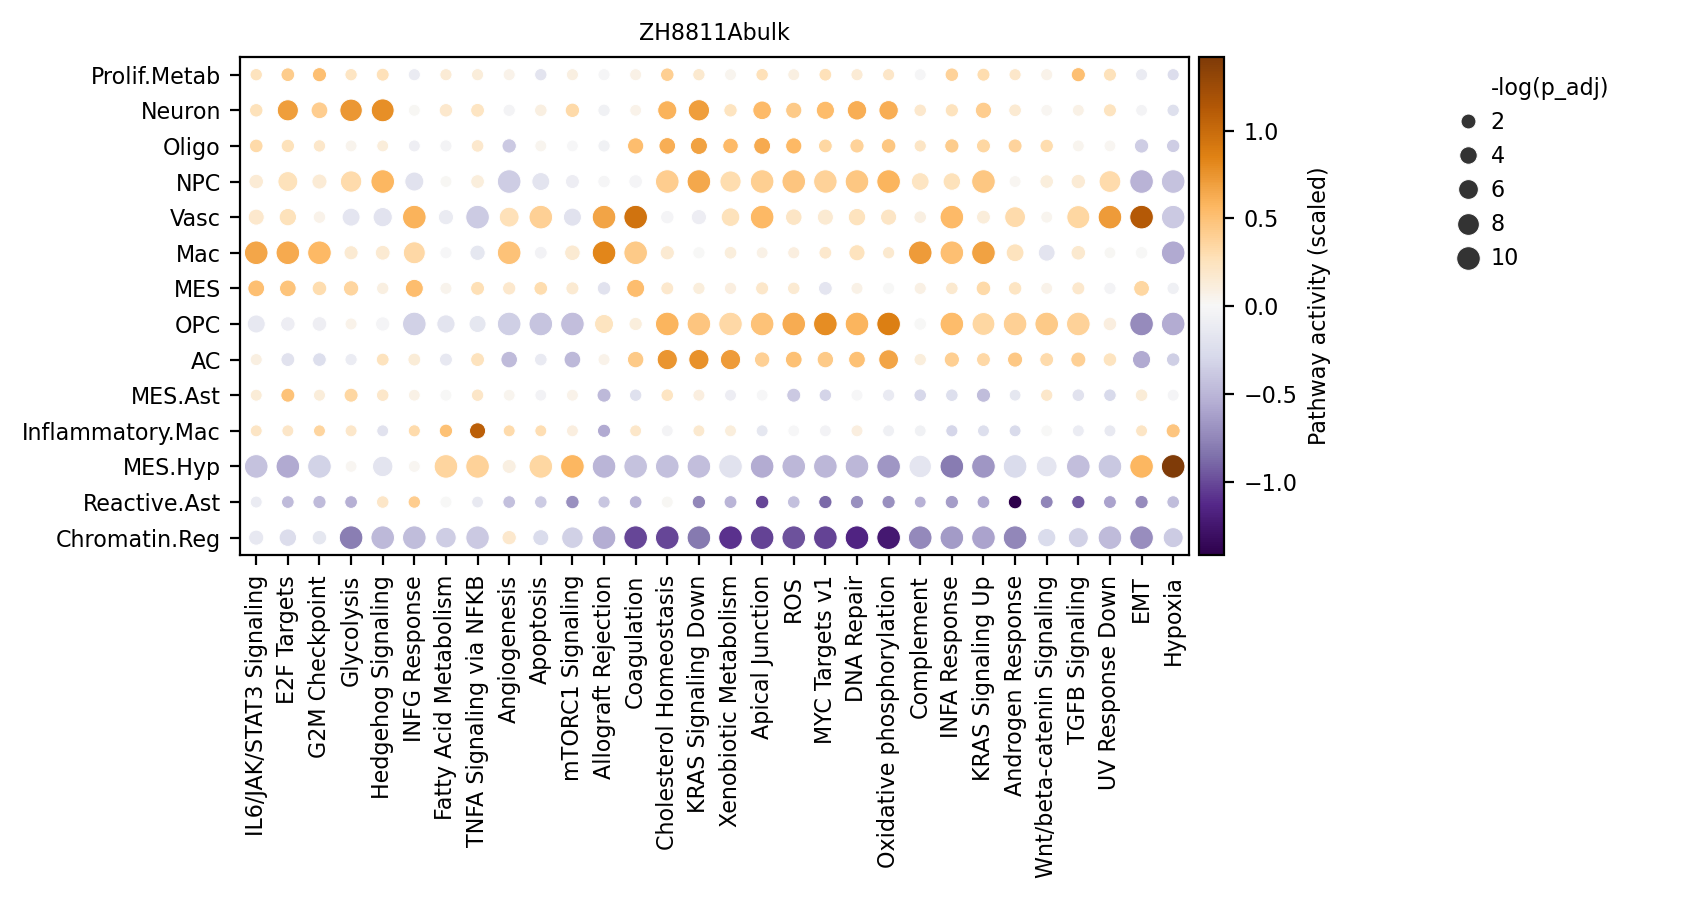 ZH8811Abulk
Prolif.Metab
Neuron
Oligo
NPC
Vasc
Mac
MES
OPC
AC
MES.Ast
Inflammatory.Mac
MES.Hyp
Reactive.Ast
Chromatin.Reg
IL6/JAK/STAT3 Signaling
E2F Targets
G2M Checkpoint
Glycolysis
Hedgehog Signaling
INFG Response
Fatty Acid Metabolism
TNFA Signaling via NFKB
Angiogenesis
Apoptosis
mTORC1 Signaling
Allograft Rejection
Coagulation
Cholesterol Homeostasis
KRAS Signaling Down
Xenobiotic Metabolism
Apical Junction
ROS
MYC Targets v1
DNA Repair
Oxidative phosphorylation
Complement
INFA Response
KRAS Signaling Up
Androgen Response
Wnt/beta-catenin Signaling
TGFB Signaling
UV Response Down
EMT
Hypoxia
1.0
0.5
0.0
−0.5
−1.0
Pathway activity (scaled)
-log(p_adj)
2
4
6
8
10